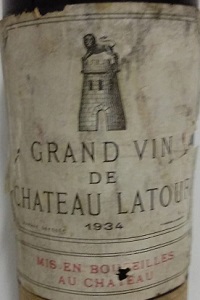 GRAND VIN
DE
CHATEAU LATOUR
1934
MIS EN BOUTEILLES
AU CHATEAU